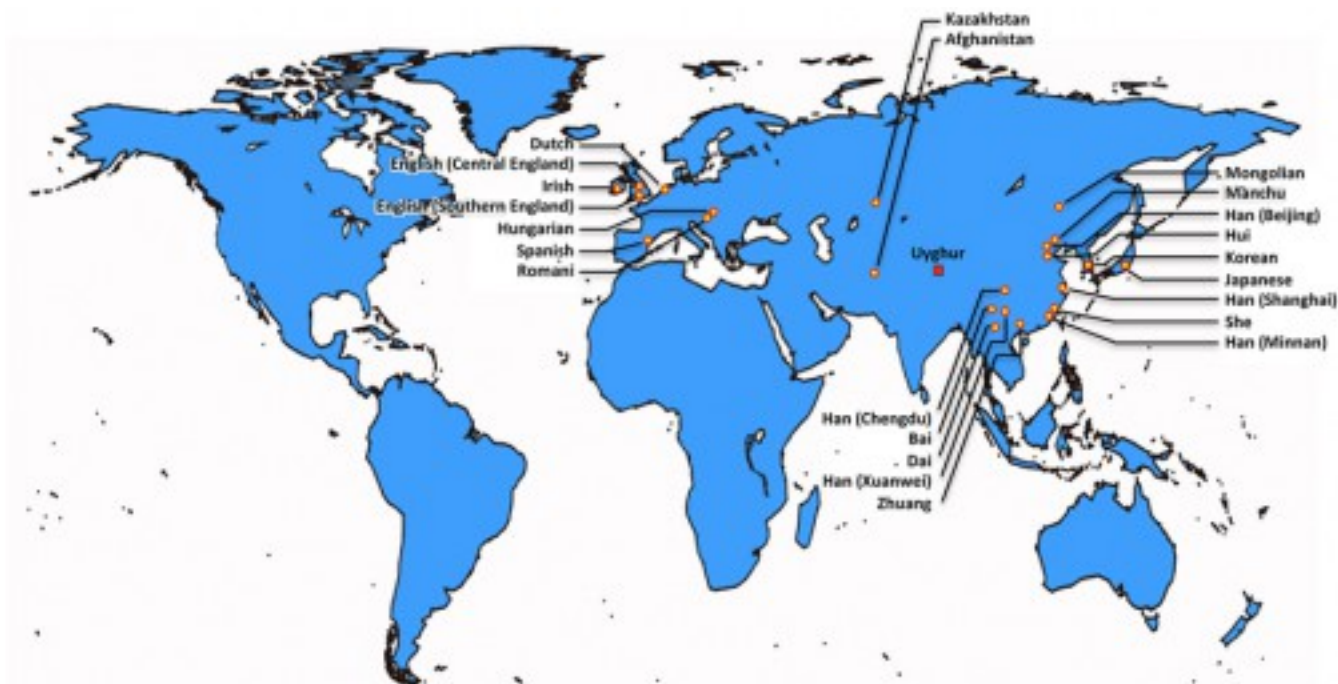 Kazakhstan
Afghanistan
Dutch
English (Central England)
Irish
English (Southern England)
Hungarian
Spanish
Romani
Uyghur
Mongolian
Manchu
Han (Beijing)
Hui
Korean
Japanese
Han (Shanghai)
She
Han (Minnan)
Han (Chengdu)
Bai
Dai
Han (Xuanwei)
Zhuang